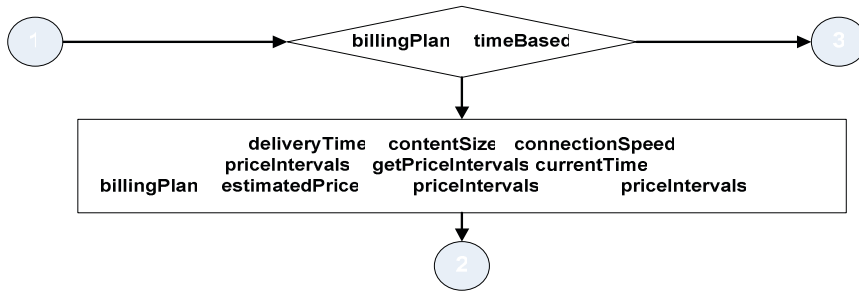 1
billingPlan timeBased
3
deliveryTime contentSize connectionSpeed
priceIntervals getPriceIntervals currentTime
billingPlan estimatedPrice priceIntervals priceIntervals
2